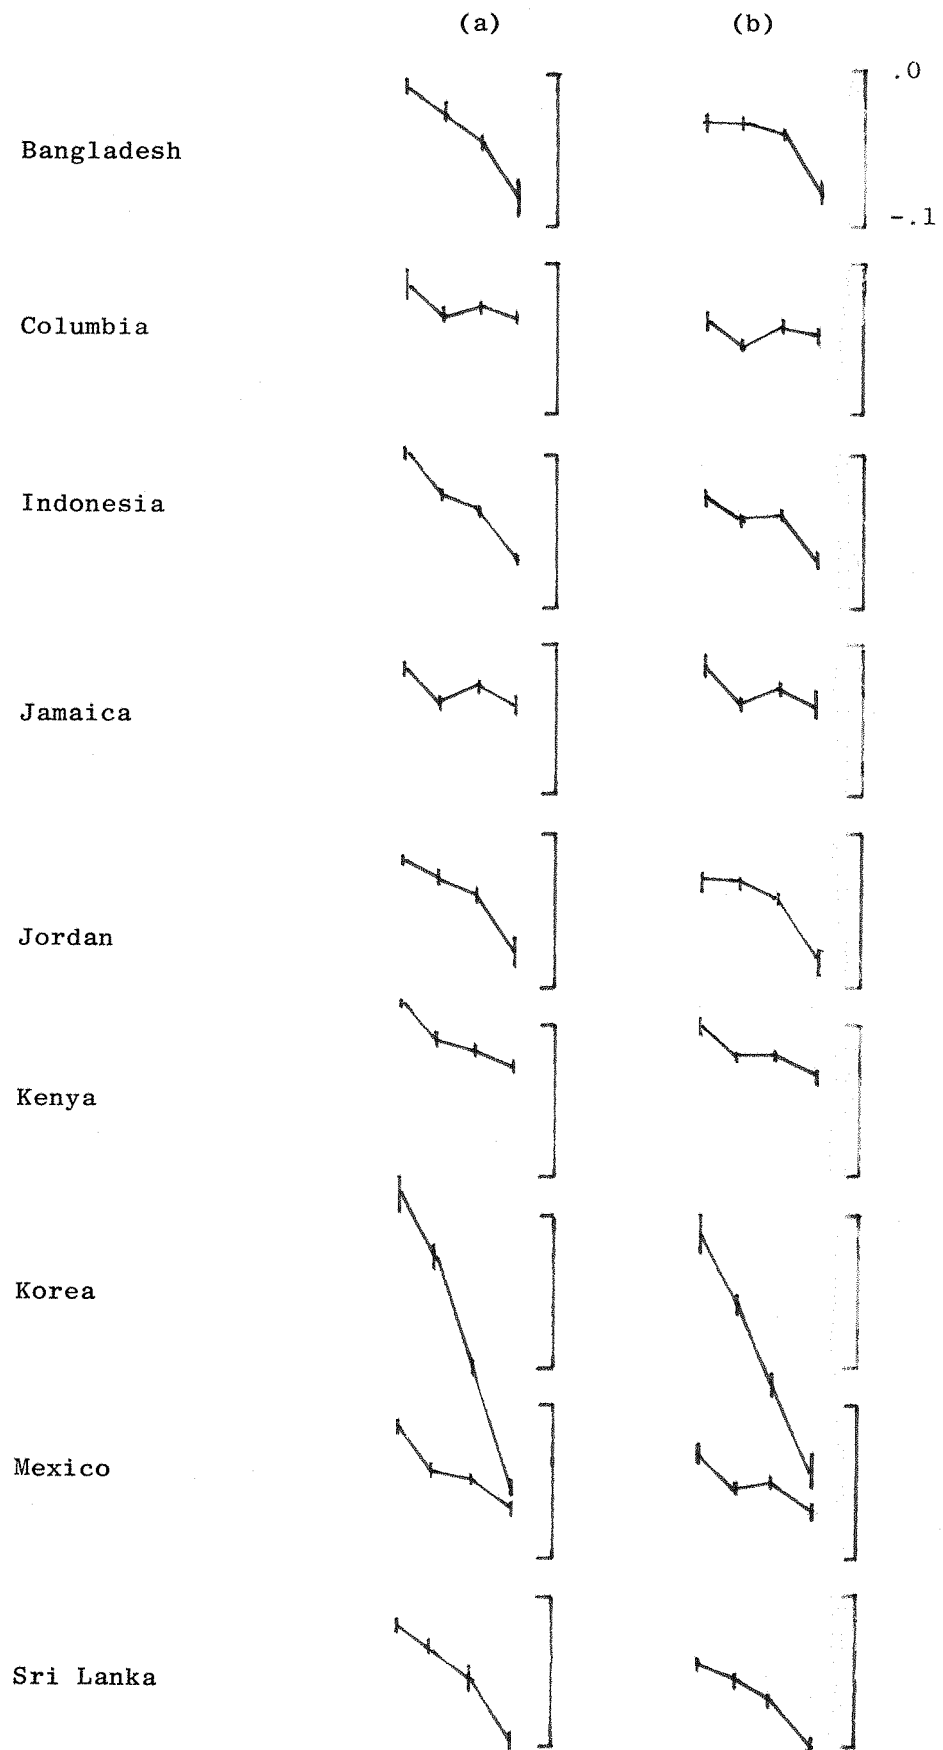 (a) (b)
.0
Bangladesh
-.1
Columbia
Indonesia
Jamaica
Jordan
Kenya
Korea
Mexico
Sri Lanka